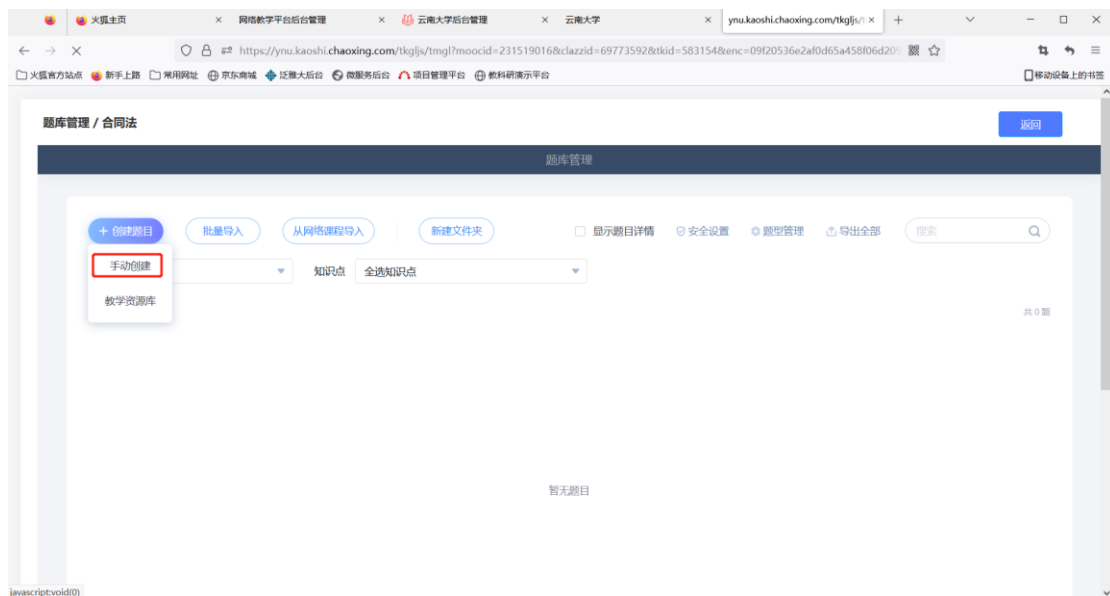 火狐主页 网络教学平台后台管理 云南大学后台管理 云南大学 ynu.kaoshi.chaoxing.com/tkgljs/t
https://ynu.kaoshi.chaoxing.com/tkgljs/tmgl?moocid=231519016&clazzid=69773592&tkid=583154&enc=09f20536e2af0d65a458f06d209
火狐官方站点 新手上路 常用网址 京东商城 泛雅大后台 微服务后台 项目管理平台 教科研演示平台 移动设备上的书签
题库管理 / 合同法 返回
题库管理
+ 创建题目 批量导入 从网络课程导入 新建文件夹 显示题目详情 安全设置 题型管理 导出全部 搜索
手动创建 知识点 全选知识点
教学资源库
共 0 题
暂无题目
javascript:void(0)